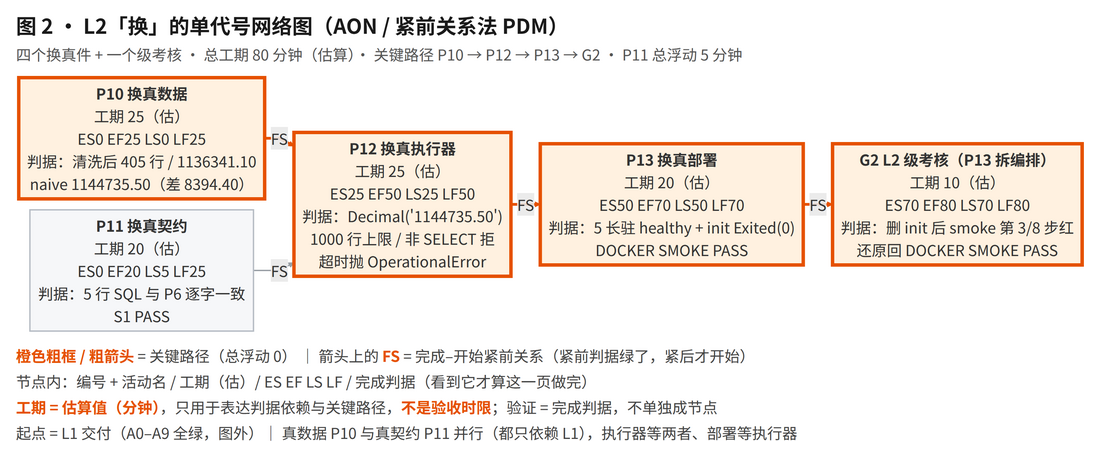 图 2 · L2「换」的单代号网络图（AON / 紧前关系法 PDM）
四个换真件 + 一个级考核 · 总工期 80 分钟（估算）· 关键路径 P10 → P12 → P13 → G2 · P11 总浮动 5 分钟
P10 换真数据
工期 25（估）
ES0 EF25 LS0 LF25
判据：清洗后 405 行 / 1136341.10
naive 1144735.50（差 8394.40）
FS
P11 换真契约
工期 20（估）
ES0 EF20 LS5 LF25
判据：5 行 SQL 与 P6 逐字一致
S1 PASS
FS
P12 换真执行器
工期 25（估）
ES25 EF50 LS25 LF50
判据：Decimal('1144735.50')
1000 行上限 / 非 SELECT 拒
超时抛 OperationalError
FS
P13 换真部署
工期 20（估）
ES50 EF70 LS50 LF70
判据：5 长驻 healthy + init Exited(0)
DOCKER SMOKE PASS
FS
G2 L2 级考核（P13 拆编排）
工期 10（估）
ES70 EF80 LS70 LF80
判据：删 init 后 smoke 第 3/8 步红
还原回 DOCKER SMOKE PASS
橙色粗框 / 粗箭头 = 关键路径（总浮动 0）｜ 箭头上的 FS = 完成–开始紧前关系（紧前判据绿了，紧后才开始）
节点内：编号 + 活动名 / 工期（估）/ ES EF LS LF / 完成判据（看到它才算这一页做完）
工期 = 估算值（分钟），只用于表达判据依赖与关键路径，不是验收时限；验证 = 完成判据，不单独成节点
起点 = L1 交付（A0–A9 全绿，图外）｜ 真数据 P10 与真契约 P11 并行（都只依赖 L1），执行器等两者、部署等执行器